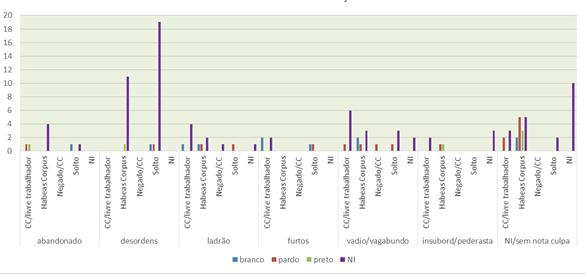 20
18
16
14
12
10
8
6
4
2
0
CC/livre trabalhador
Habeas Corpus
Negado/CC
Solto
NI
CC/livre trabalhador
Habeas Corpus
Negado/CC
Solto
NI
CC/livre trabalhador
Habeas Corpus
Negado/CC
Solto
NI
CC/livre trabalhador
Habeas Corpus
Negado/CC
Solto
NI
CC/livre trabalhador
Habeas Corpus
Negado/CC
Solto
NI
CC/livre trabalhador
Habeas Corpus
Negado/CC
Solto
NI
CC/livre trabalhador
Habeas Corpus
Negado/CC
Solto
NI
abandonado desordens ladrão furtos vadio/vagabundo insubord/pederasta NI/sem nota culpa
branco pardo preto NI